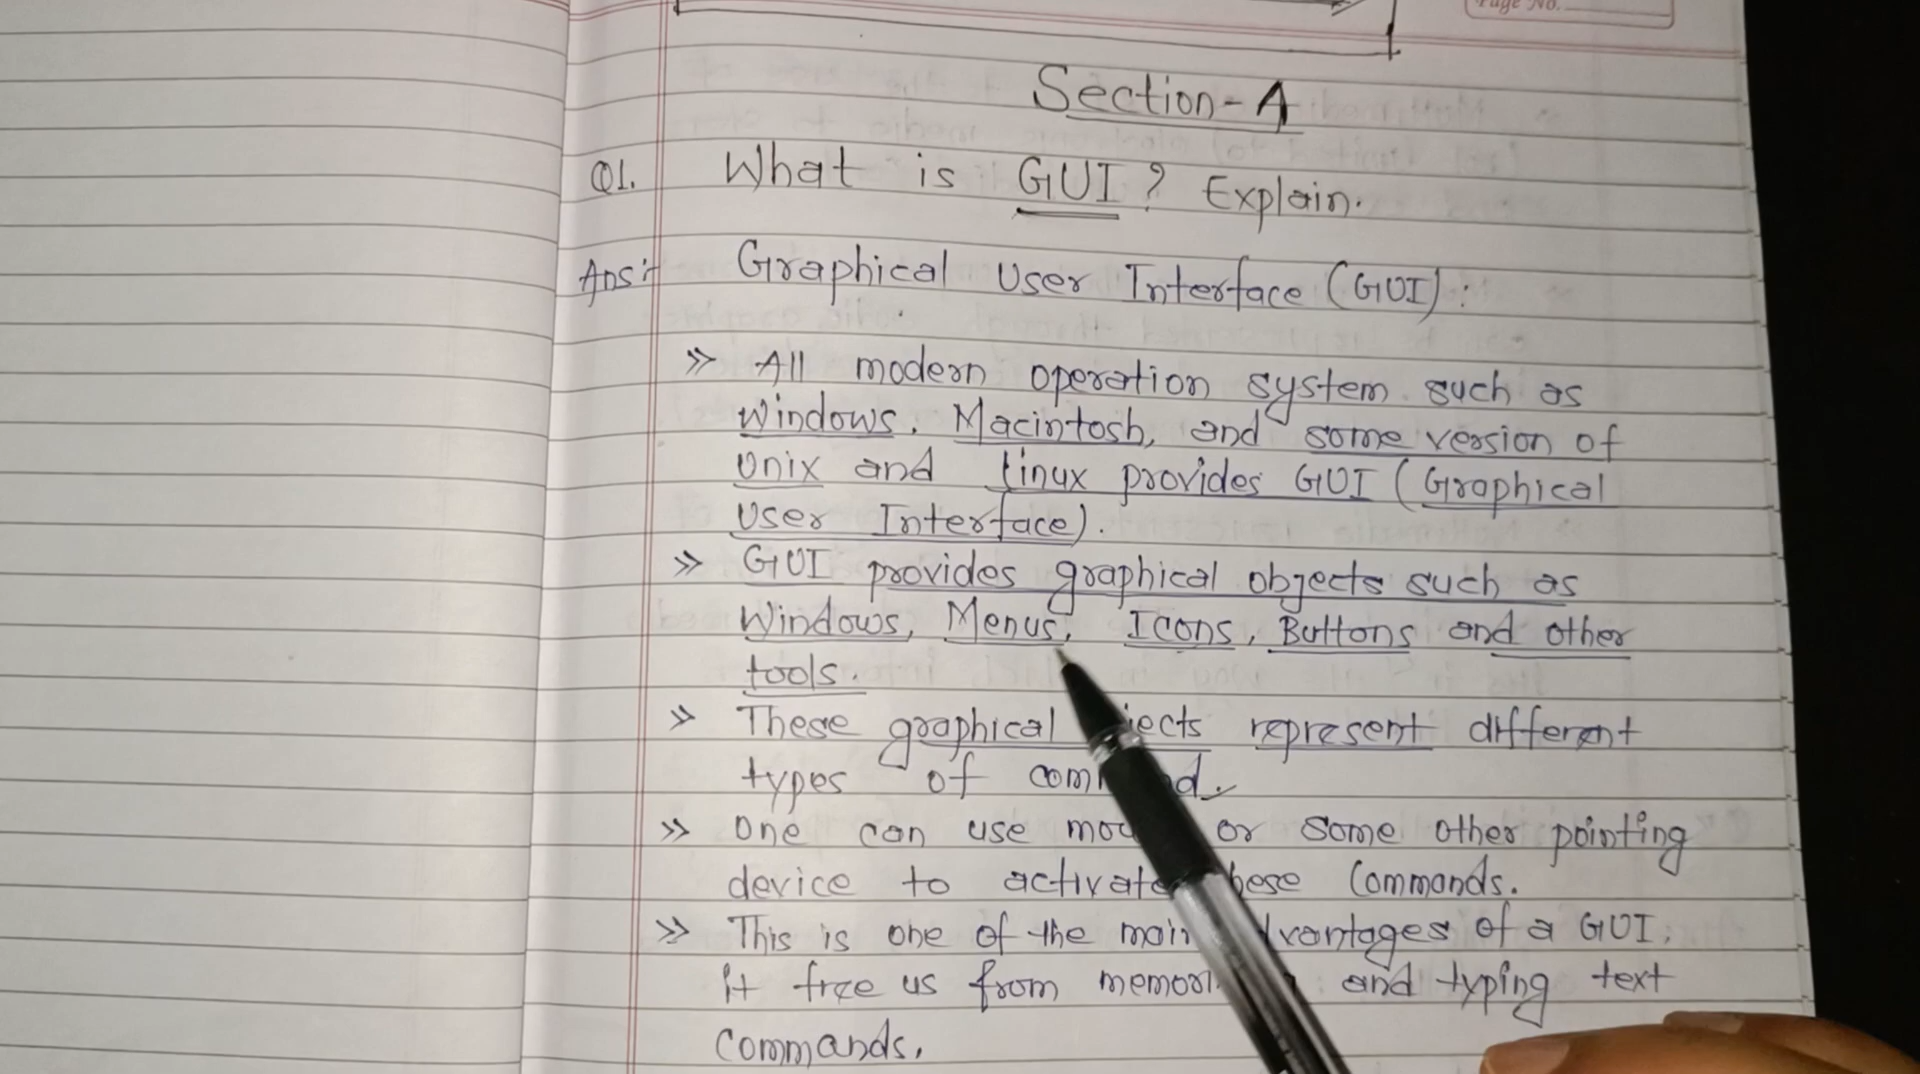 Page No.
Section-A
Q1. What is GUI? Explain.
Ans:- Graphical User Interface (GUI):
>> All modern operation system such as
Windows, Macintosh, and some version of
Unix and Linux provides GUI (Graphical
User Interface).
>> GUI provides graphical objects such as
Windows, Menus, Icons, Buttons and other
tools.
>> These graphical represent different
types of
>> One can use or some other pointing
device to activate these Commands.
>> This is one of the main advantages of a GUI,
it free us from and typing text
Commands.